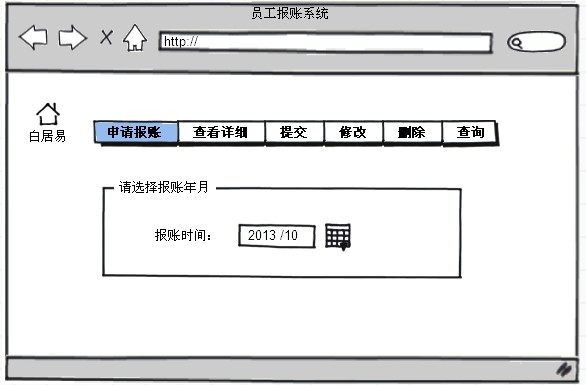 员工报账系统
http://
白居易
申请报账 查看详细 提交 修改 删除 查询
请选择报账年月
报账时间： 2013 /10